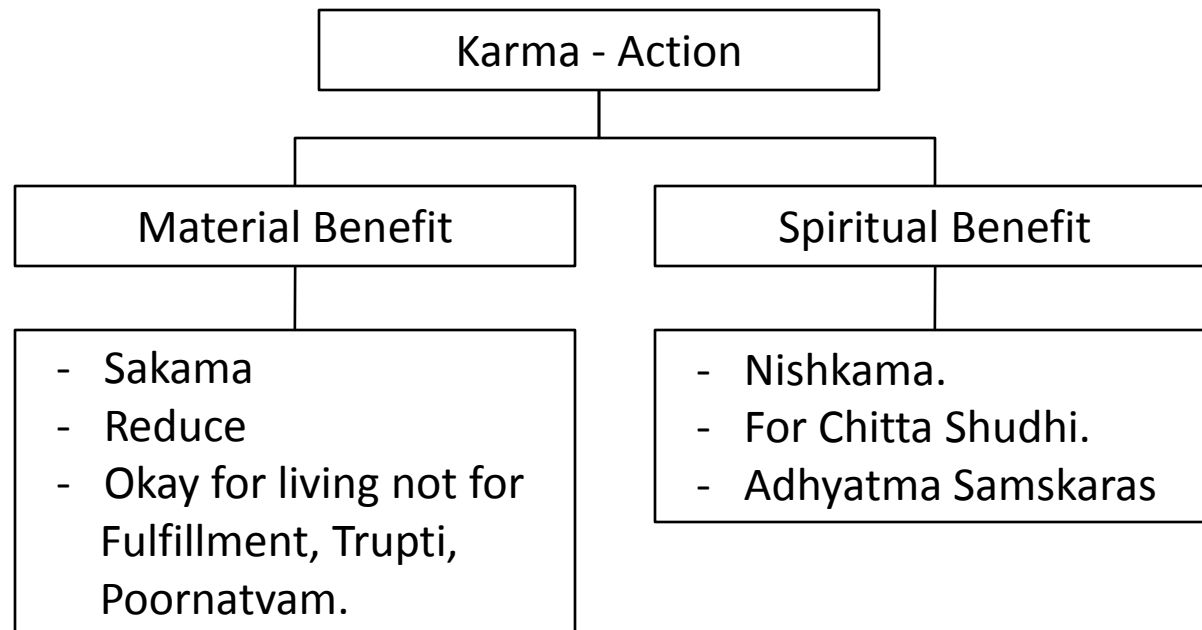 Karma - Action
Material Benefit
Spiritual Benefit
- Sakama
- Reduce
- Okay for living not for
Fulfillment, Trupti,
Poornatvam.
- Nishkama.
- For Chitta Shudhi.
- Adhyatma Samskaras